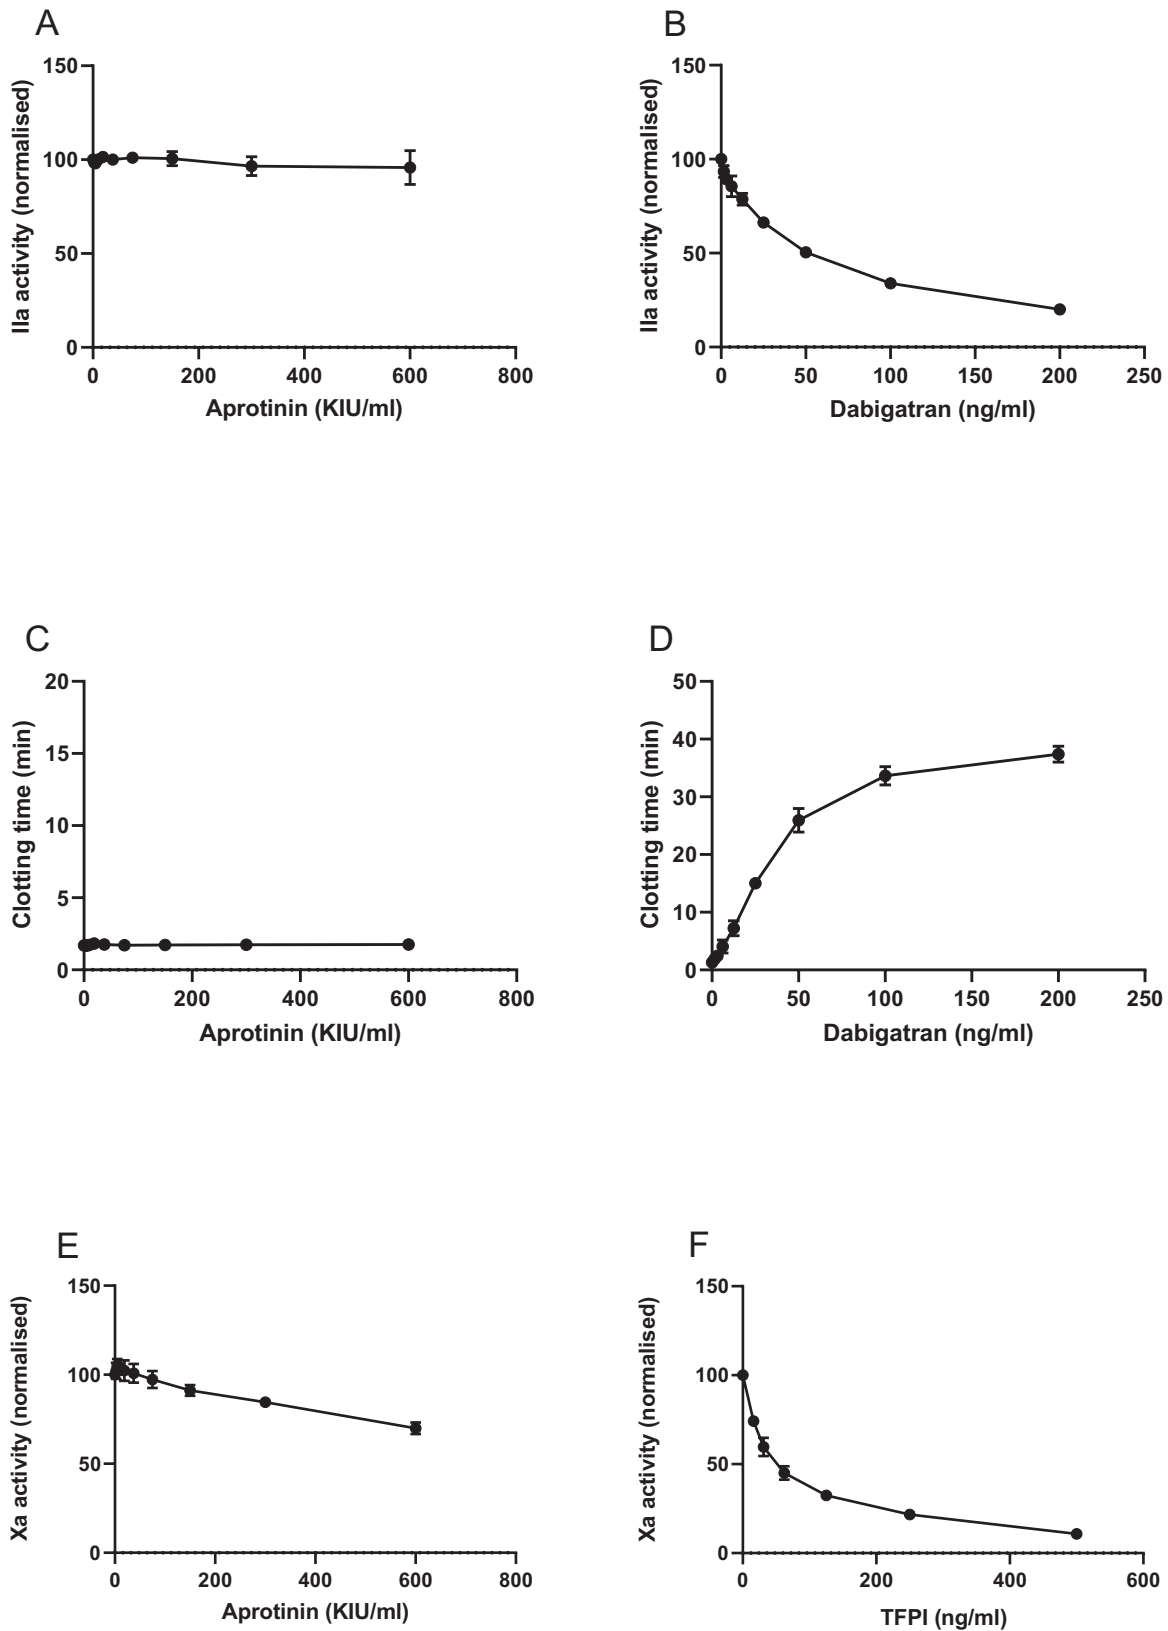 A
IIa activity (normalised)
150
100
50
0
0 200 400 600 800
Aprotinin (KIU/ml)
B
IIa activity (normalised)
150
100
50
0
0 50 100 150 200 250
Dabigatran (ng/ml)
C
Clotting time (min)
20
15
10
5
0
0 200 400 600 800
Aprotinin (KIU/ml)
D
Clotting time (min)
50
40
30
20
10
0
0 50 100 150 200 250
Dabigatran (ng/ml)
E
Xa activity (normalised)
150
100
50
0
0 200 400 600 800
Aprotinin (KIU/ml)
F
Xa activity (normalised)
150
100
50
0
0 200 400 600
TFPI (ng/ml)